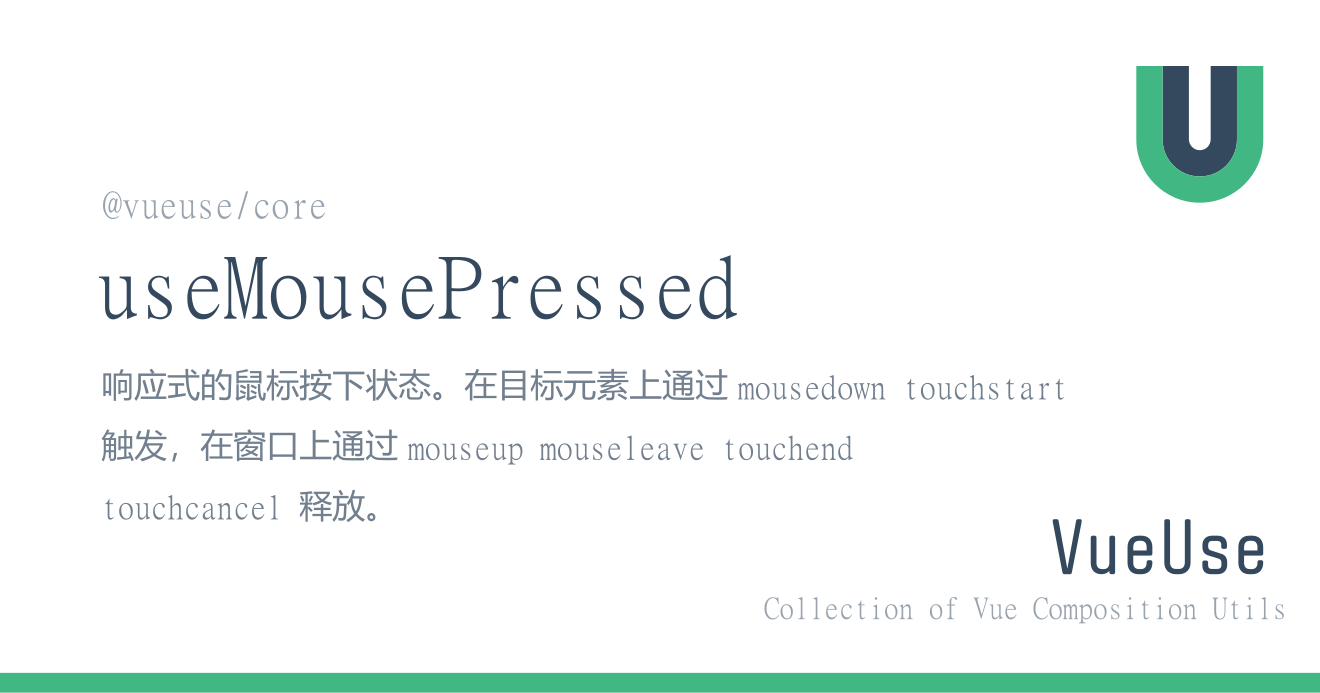 @vueuse/core
useMousePressed
响应式的鼠标按下状态。在目标元素上通过 mousedown touchstart
触发，在窗口上通过 mouseup mouseleave touchend
touchcancel 释放。
VueUse
Collection of Vue Composition Utils